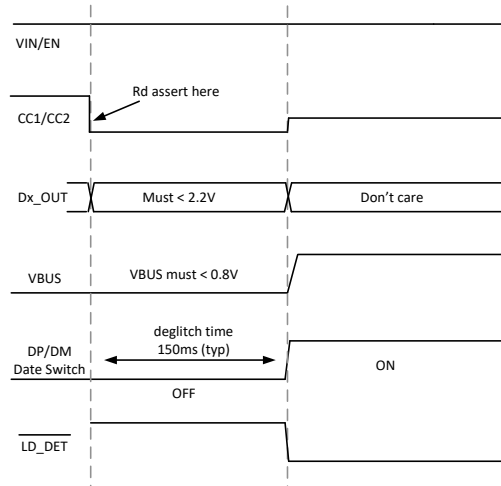 VIN/EN
Rd assert here
CC1/CC2
Dx_OUT
Must < 2.2V
Don't care
VBUS
VBUS must < 0.8V
deglitch time
150ms (typ)
DP/DM
Date Switch
ON
OFF
LD_DET